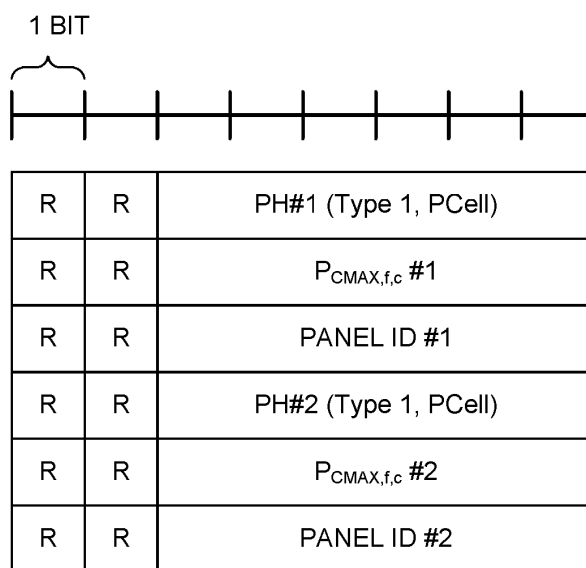 1 BIT
R R PH#1 (Type 1, PCell)
R R PCMAX,f,c #1
R R PANEL ID #1
R R PH#2 (Type 1, PCell)
R R PCMAX,f,c #2
R R PANEL ID #2